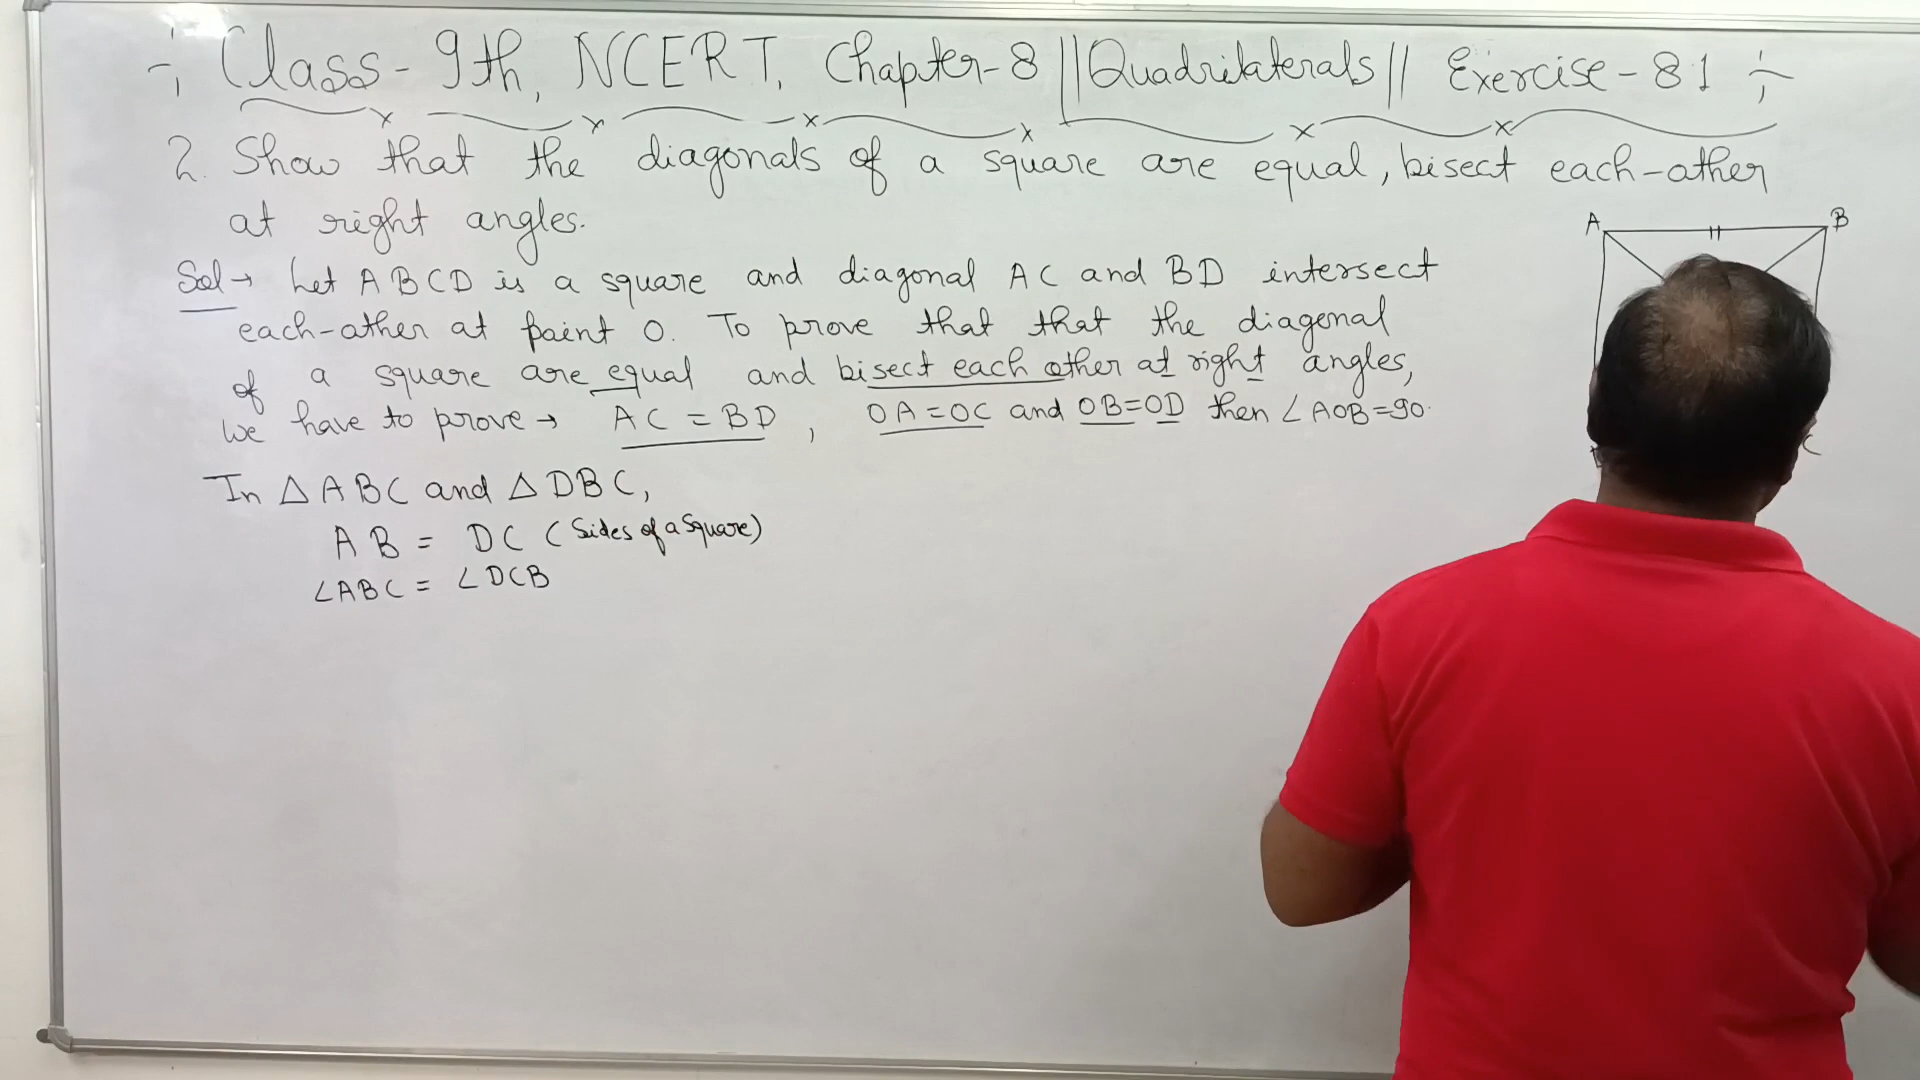 Class-9th, NCERT, Chapter-8 ||Quadrilaterals|| Exercise-8.1
2. Show that the diagonals of a square are equal, bisect each-other
at right angles.
Sol → Let ABCD is a square and diagonal AC and BD intersect
each-other at point O. To prove that that the diagonal
of a square are equal and bisect each other at right angles,
we have to prove → AC = BD, OA = OC and OB = OD then ∠AOB = 90.
In △ABC and △DBC,
AB = DC (Sides of a Square)
∠ABC = ∠DCB
A
B
C